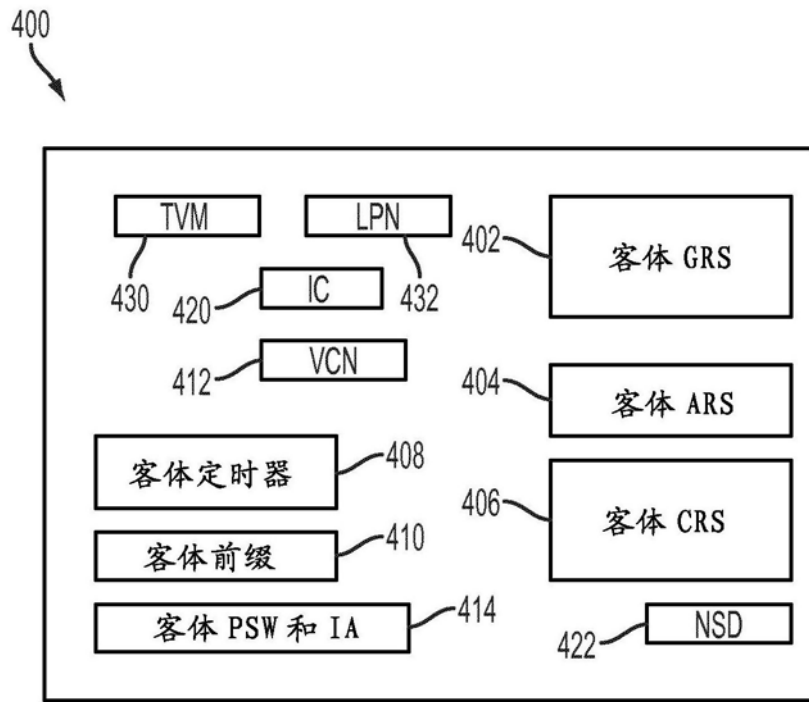 400
TVM
LPN
430
432
402
客体 GRS
420
IC
412
VCN
404
客体 ARS
客体定时器
408
406
客体 CRS
客体前缀
410
客体 PSW 和 IA
414
422
NSD